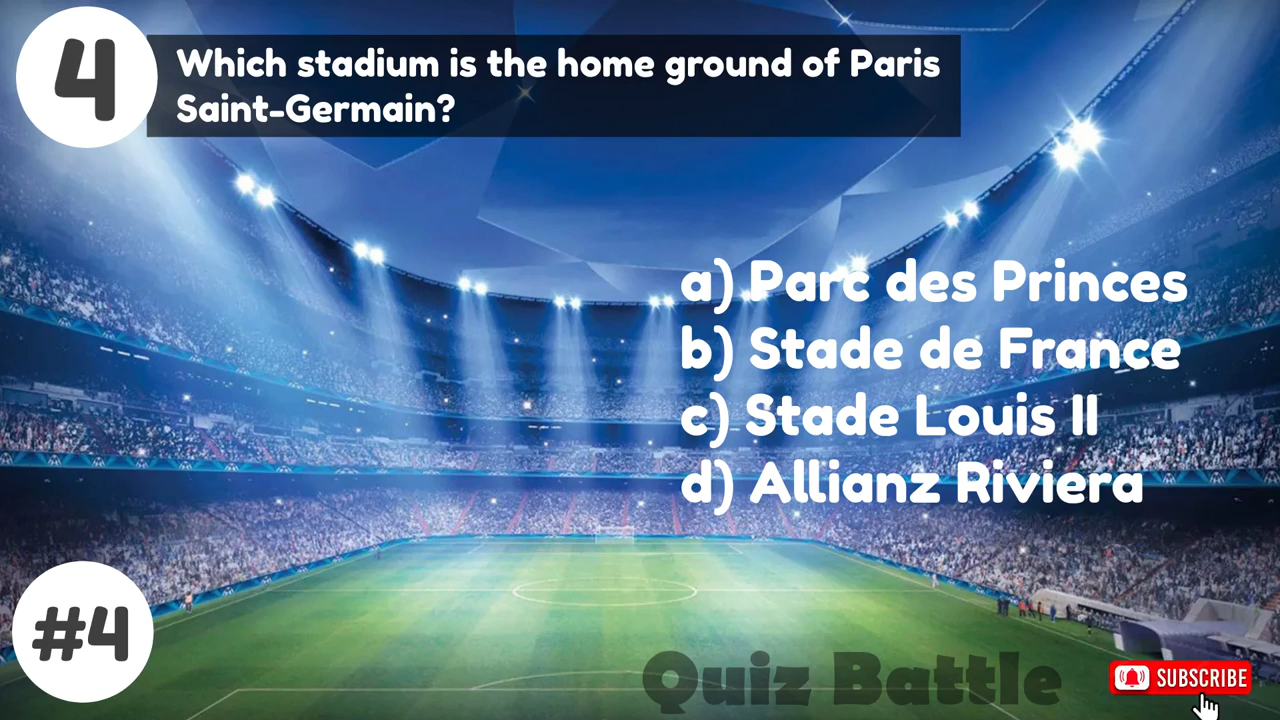 4
Which stadium is the home ground of Paris
Saint-Germain?
a) Parc des Princes
b) Stade de France
c) Stade Louis II
d) Allianz Riviera
#4
Quiz Battle
SUBSCRIBE